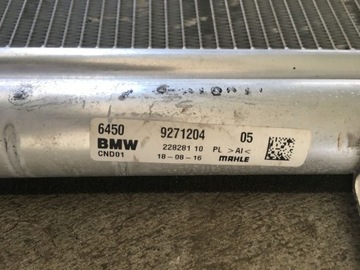 6450 9271204 05
BMW 228281 10 PL >Al<
CND01 18-08-16 MAHLE